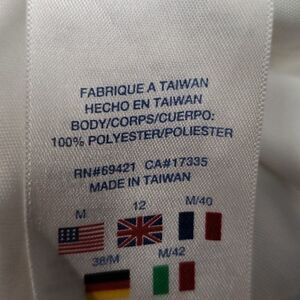 FABRIQUE A TAIWAN
HECHO EN TAIWAN
BODY/CORPS/CUERPO:
100% POLYESTER/POLIESTER
RN#69421 CA#17335
MADE IN TAIWAN
M 12 M/40
38/M M/42